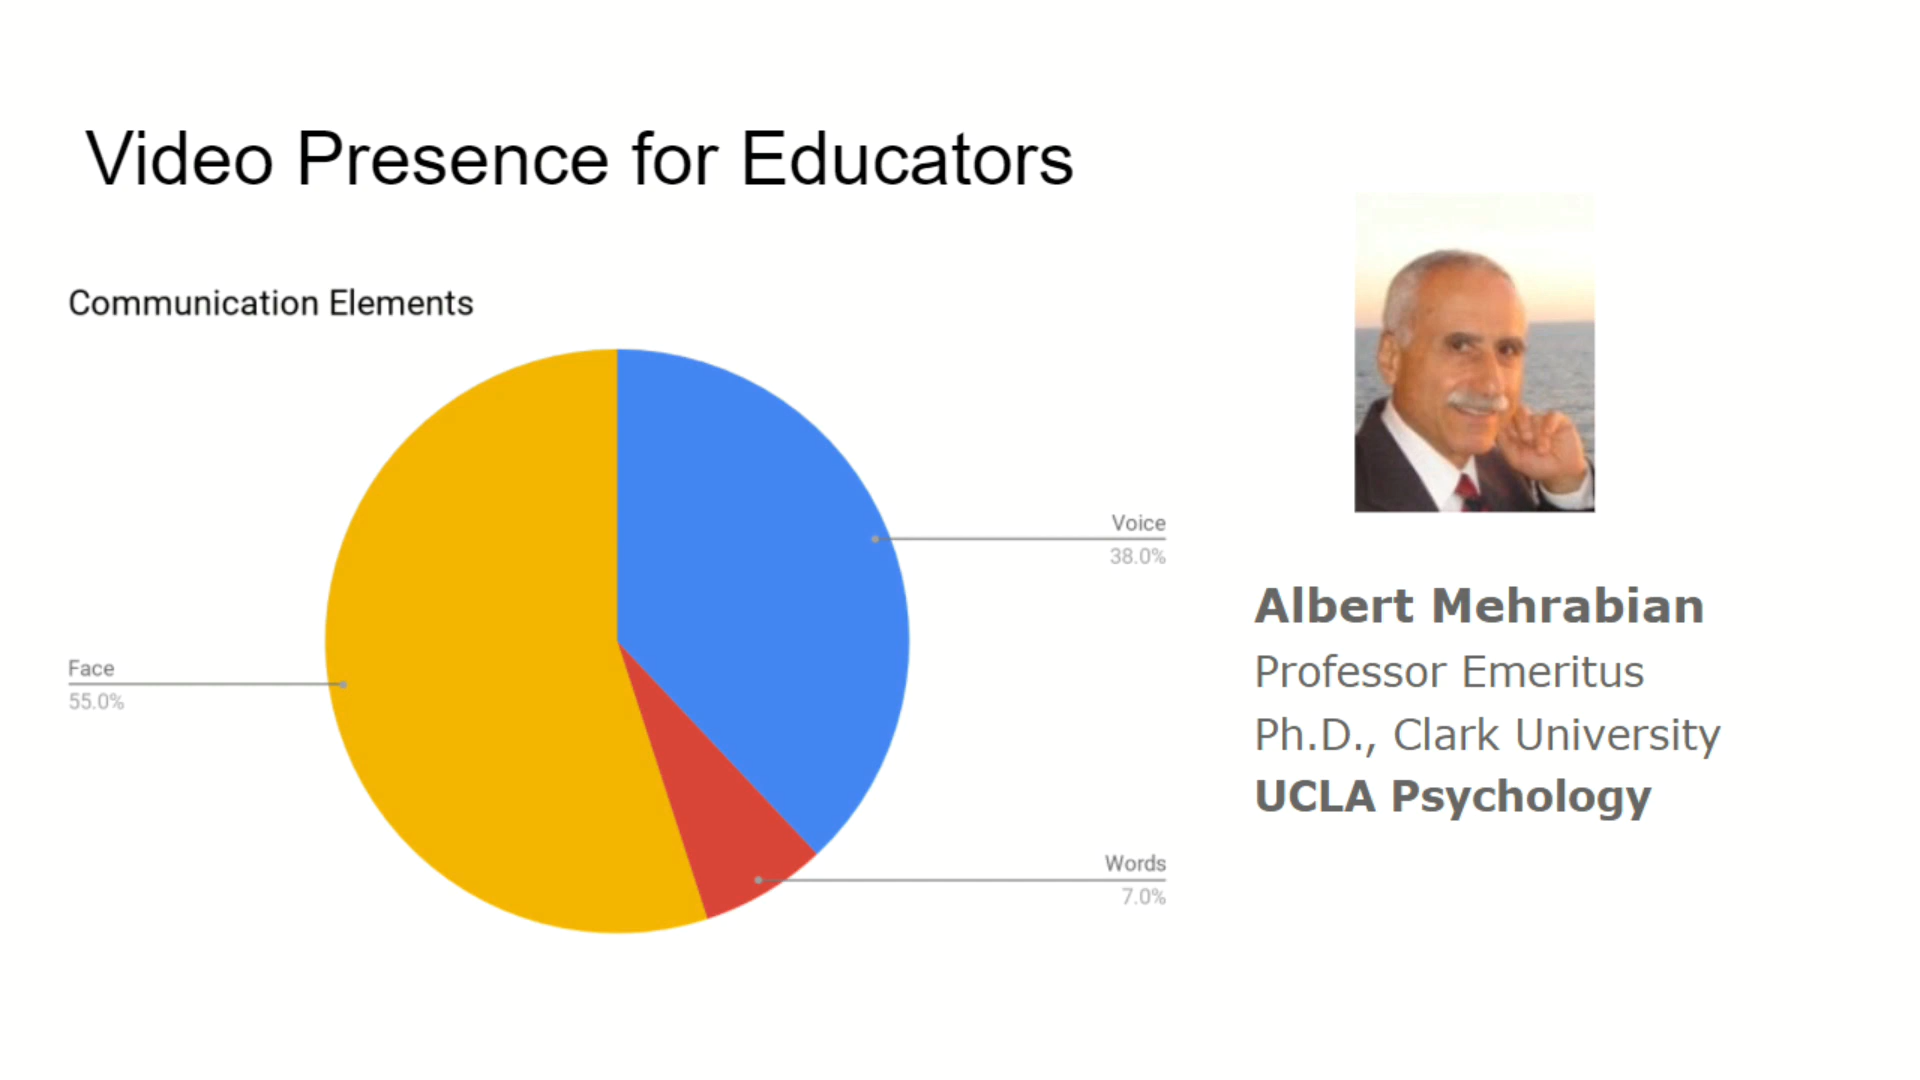 Video Presence for Educators
Communication Elements
Voice
38.0%
Face
55.0%
Words
7.0%
Albert Mehrabian
Professor Emeritus
Ph.D., Clark University
UCLA Psychology